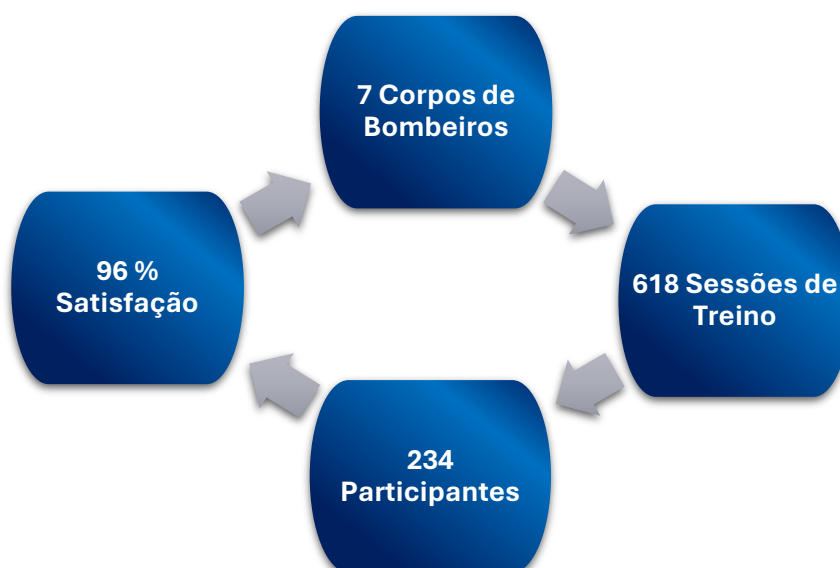 7 Corpos de
Bombeiros
618 Sessões de
Treino
234
Participantes
96 %
Satisfação